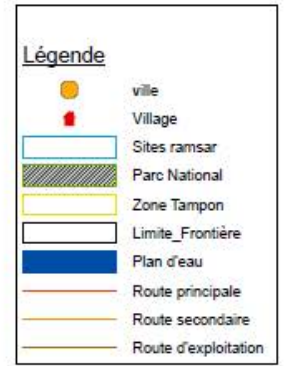 Légende
ville
Village
Sites ramsar
Parc National
Zone Tampon
Limite_Frontière
Plan d'eau
Route principale
Route secondaire
Route d'exploitation